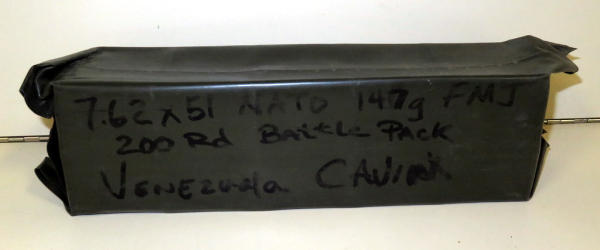 7.62x51 NATO 147g FMJ
200 Rd Battle Pack
Venezuela CAVIM